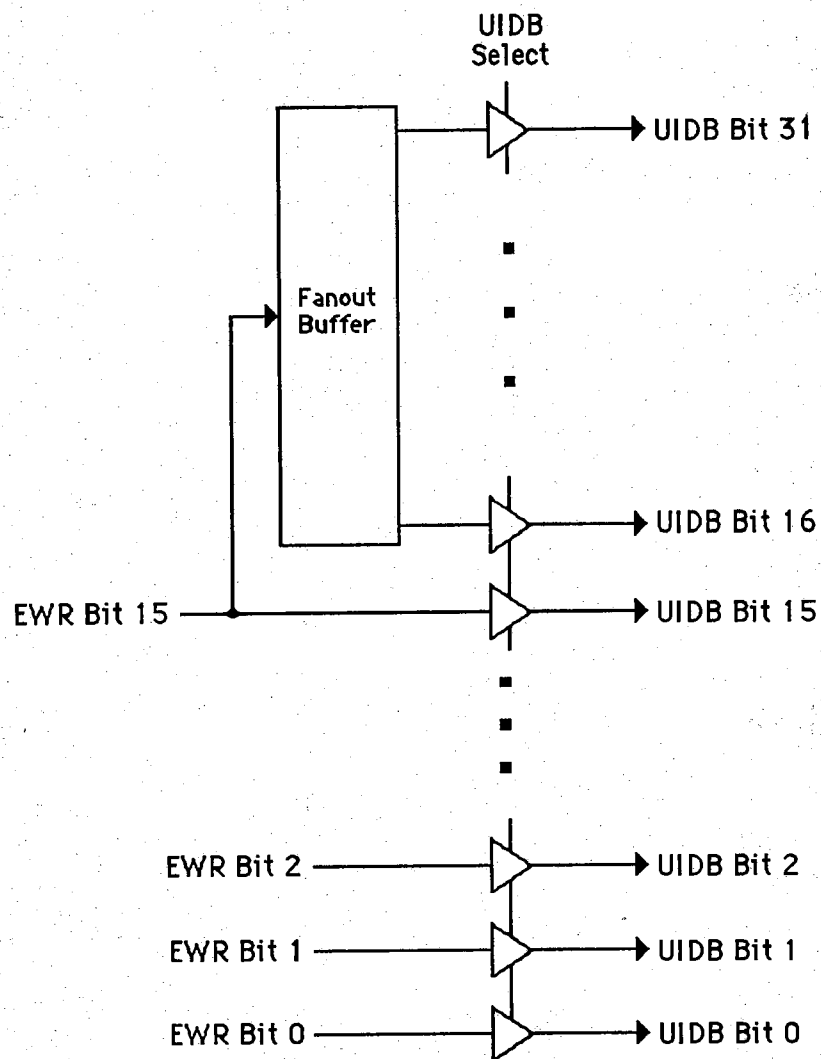 UIDB
Select
UIDB Bit 31
Fanout
Buffer
UIDB Bit 16
EWR Bit 15
UIDB Bit 15
EWR Bit 2
UIDB Bit 2
EWR Bit 1
UIDB Bit 1
EWR Bit 0
UIDB Bit 0